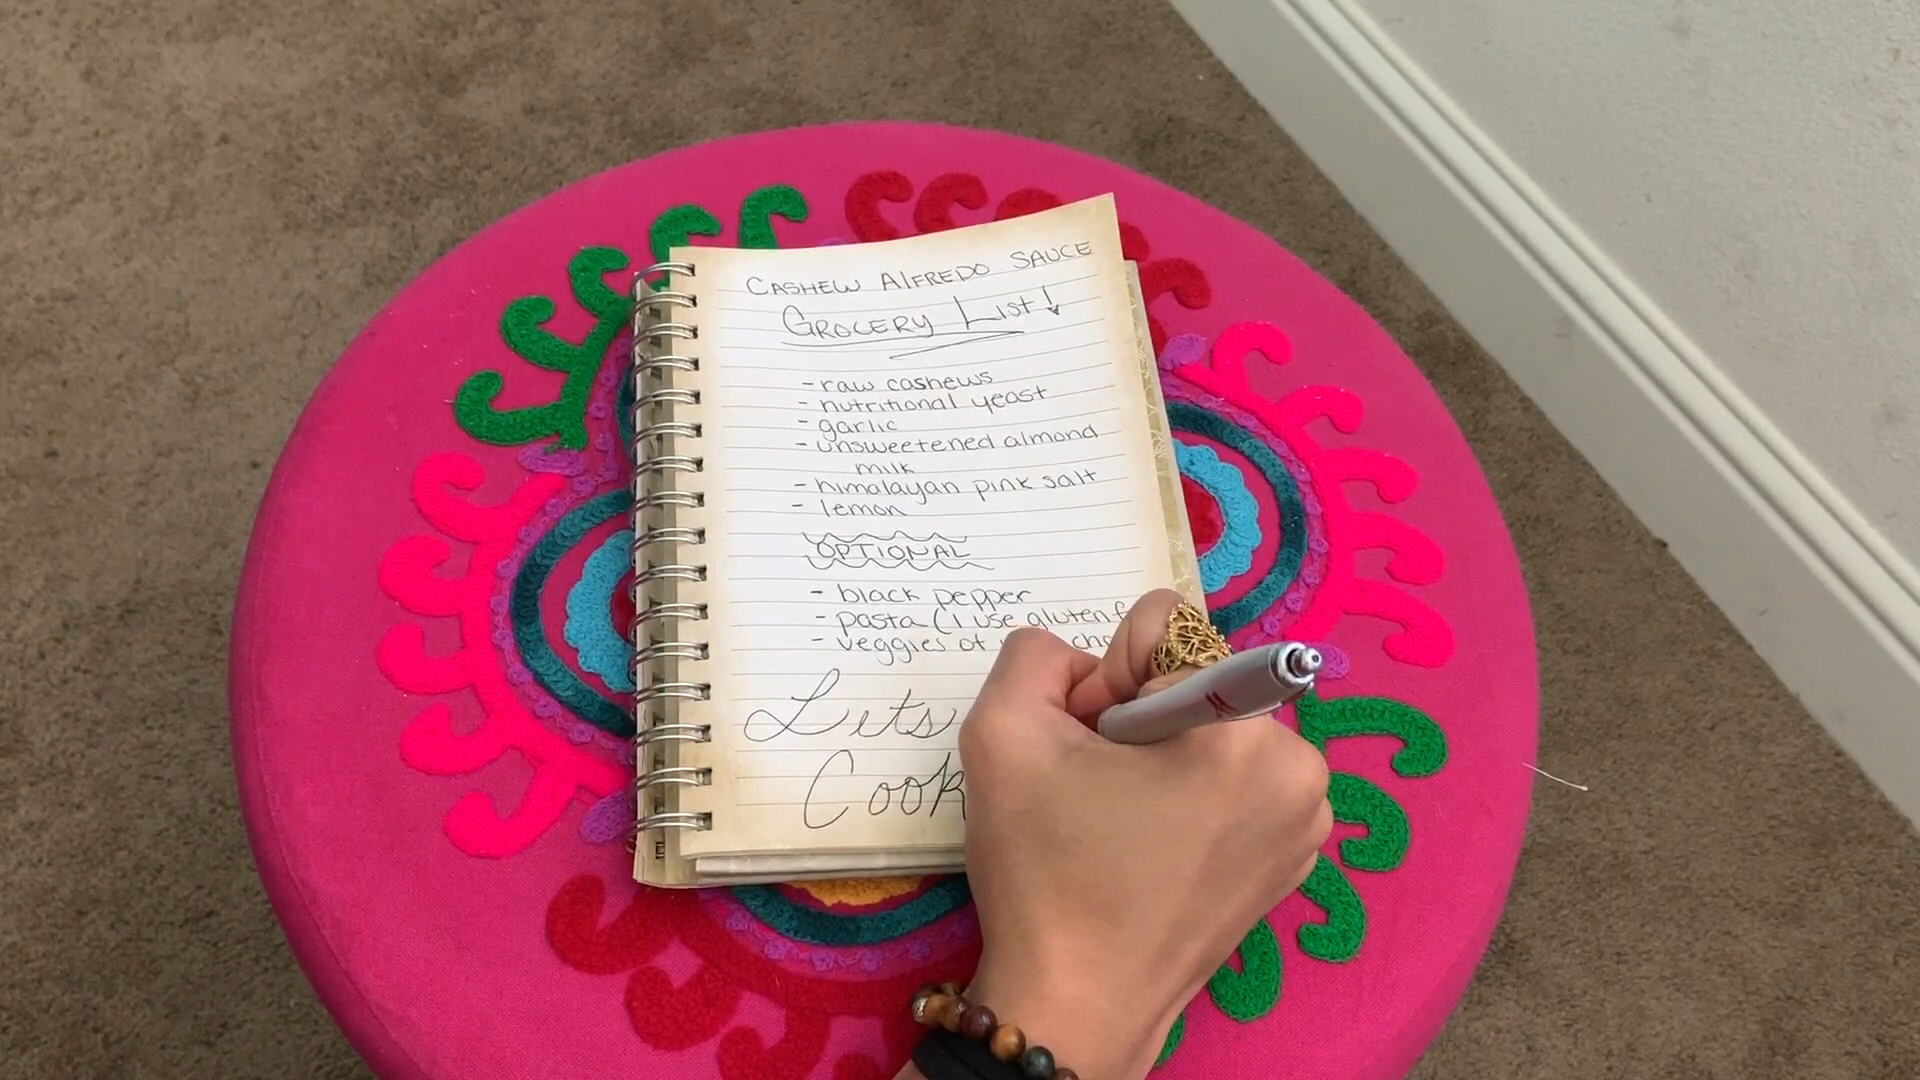 CASHEW ALFREDO SAUCE
GROCERY LIST!
- raw cashews
- nutritional yeast
- garlic
- unsweetened almond
milk
- himalayan pink salt
- lemon
OPTIONAL
- black pepper
- pasta (I use gluten f
- veggies of
Lets
Cook